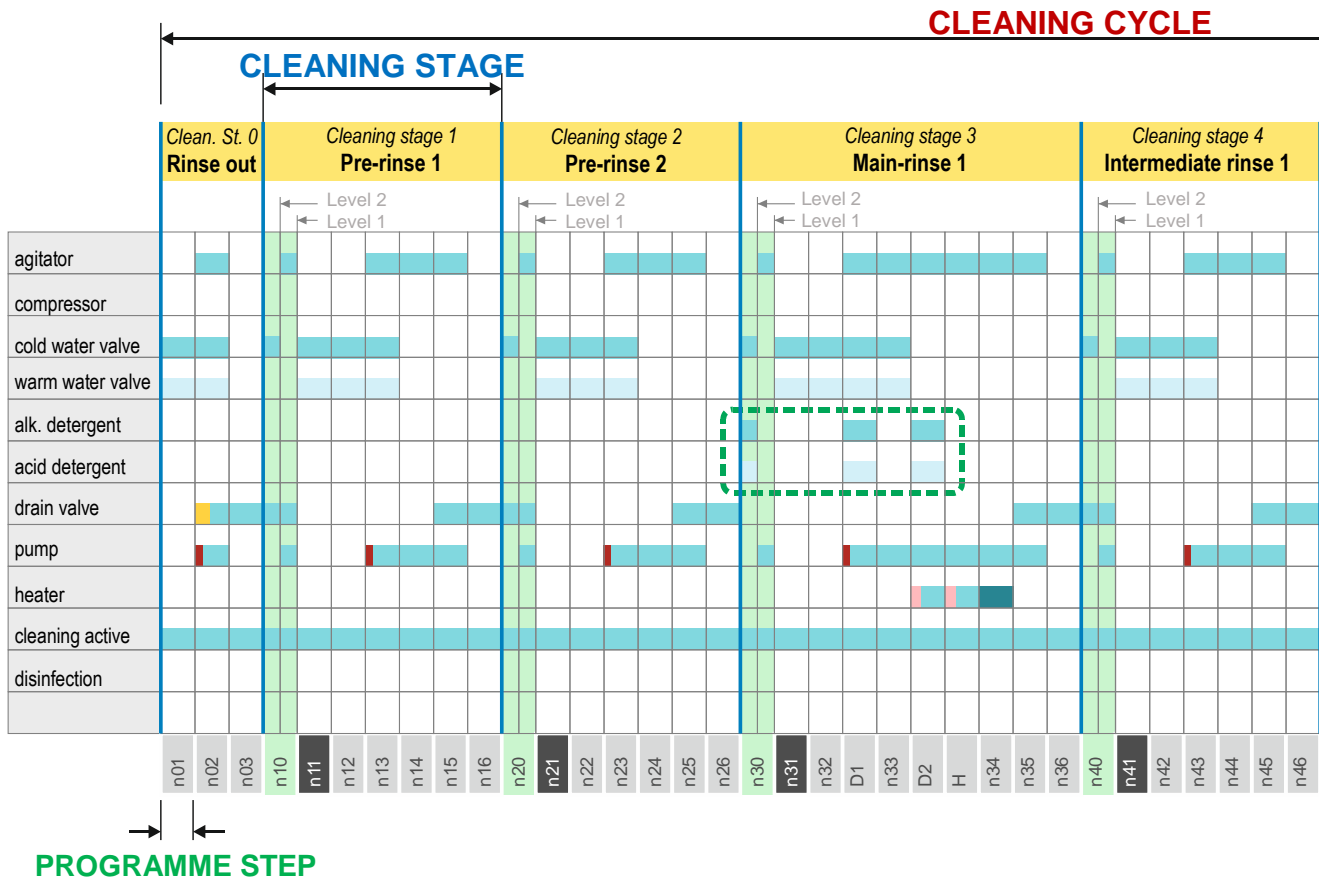 CLEANING CYCLE
CLEANING STAGE
Clean. St. 0
Rinse out
Cleaning stage 1
Pre-rinse 1
Cleaning stage 2
Pre-rinse 2
Cleaning stage 3
Main-rinse 1
Cleaning stage 4
Intermediate rinse 1
Level 2
Level 1
Level 2
Level 1
Level 2
Level 1
Level 2
Level 1
agitator
compressor
cold water valve
warm water valve
alk. detergent
acid detergent
drain valve
pump
heater
cleaning active
disinfection
n01
n02
n03
n10
n11
n12
n13
n14
n15
n16
n20
n21
n22
n23
n24
n25
n26
n30
n31
n32
D1
n33
D2
H
n34
n35
n36
n40
n41
n42
n43
n44
n45
n46
PROGRAMME STEP